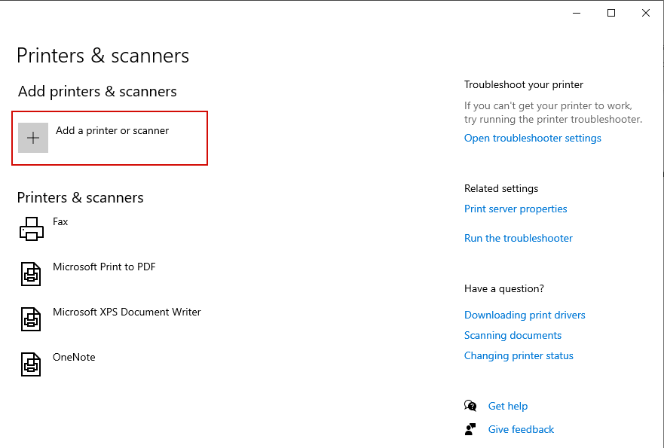 Printers & scanners
Add printers & scanners
Add a printer or scanner
Printers & scanners
Fax
Microsoft Print to PDF
Microsoft XPS Document Writer
OneNote
Troubleshoot your printer
If you can't get your printer to work,
try running the printer troubleshooter.
Open troubleshooter settings
Related settings
Print server properties
Run the troubleshooter
Have a question?
Downloading print drivers
Scanning documents
Changing printer status
Get help
Give feedback